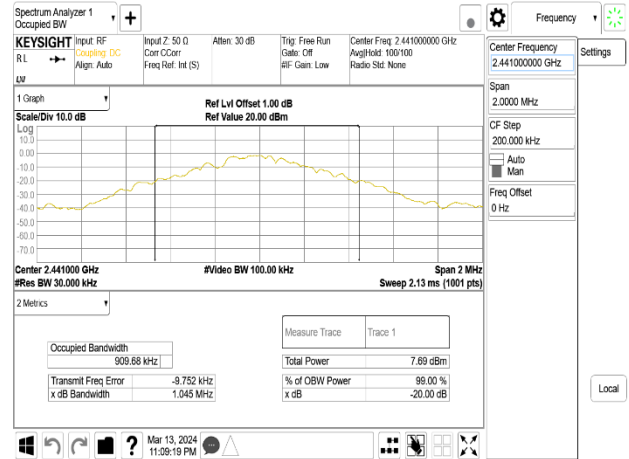 Spectrum Analyzer 1
Occupied BW
Frequency
KEYSIGHT
Input: RF
Coupling: DC
Align: Auto
Input Z: 50 Ω
Corr CCorr
Freq Ref: Int (S)
Atten: 30 dB
Trig: Free Run
Gate: Off
#IF Gain: Low
Center Freq: 2.441000000 GHz
Avg|Hold: 100/100
Radio Std: None
RL
LXI
Center Frequency
2.441000000 GHz
Settings
Span
2.0000 MHz
CF Step
200.000 kHz
Auto
Man
Freq Offset
0 Hz
Local
1 Graph
Scale/Div 10.0 dB
Ref Lvl Offset 1.00 dB
Ref Value 20.00 dBm
Log
10.0
0.00
-10.0
-20.0
-30.0
-40.0
-50.0
-60.0
-70.0
Center 2.441000 GHz
#Video BW 100.00 kHz
Span 2 MHz
#Res BW 30.000 kHz
Sweep 2.13 ms (1001 pts)
2 Metrics
Measure Trace
Trace 1
Occupied Bandwidth
909.68 kHz
Total Power
7.69 dBm
Transmit Freq Error
-9.752 kHz
% of OBW Power
99.00 %
x dB Bandwidth
1.045 MHz
x dB
-20.00 dB
?
Mar 13, 2024
11:09:19 PM